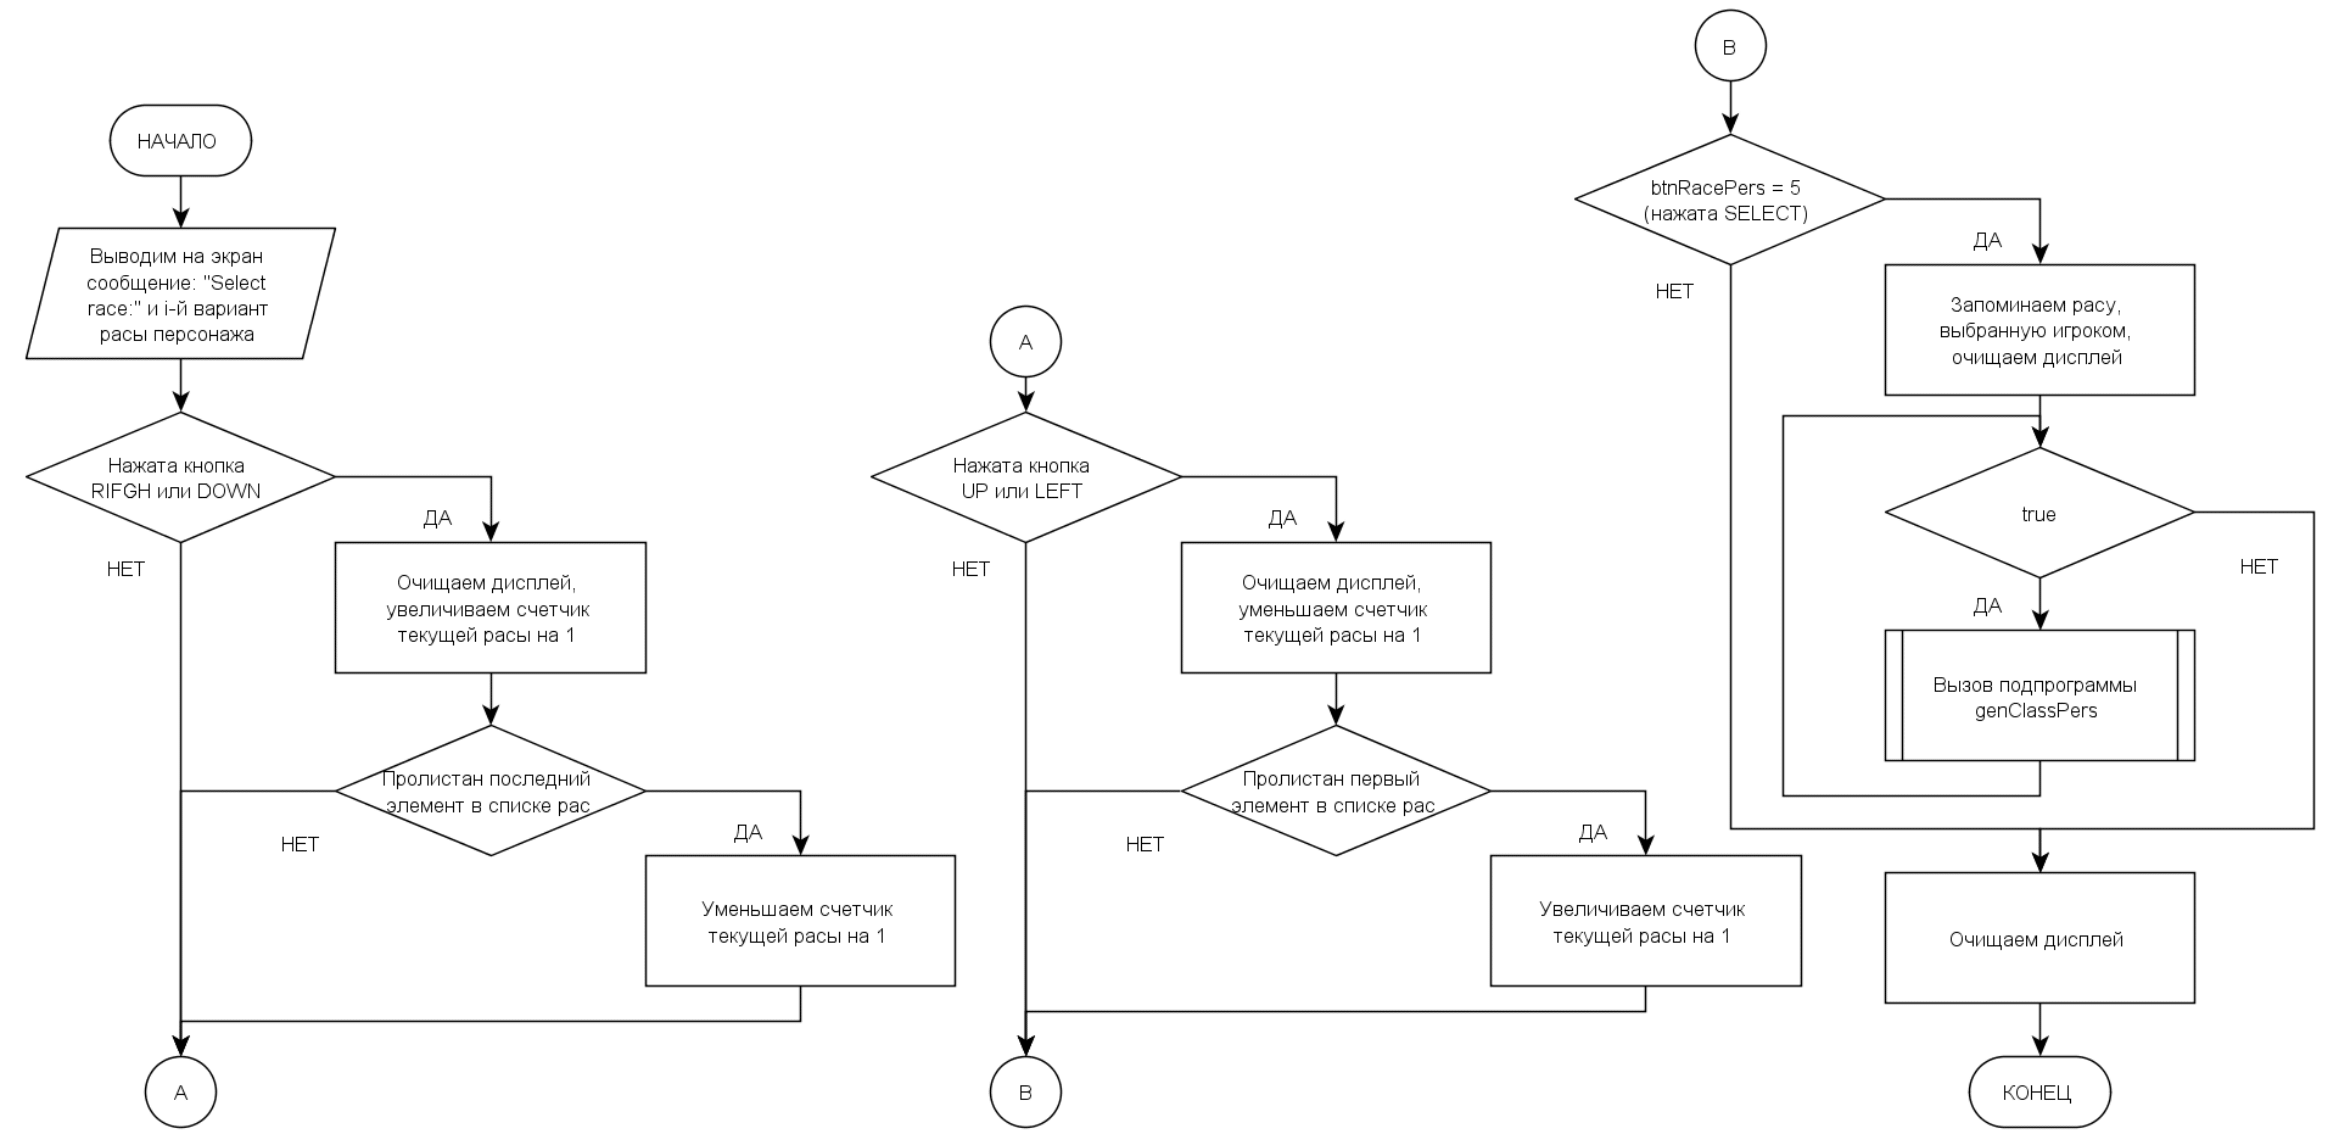 НАЧАЛО
Выводим на экран
сообщение: "Select
race:" и i-й вариант
расы персонажа
Нажата кнопка
RIFGH или DOWN
ДА
НЕТ
Очищаем дисплей,
увеличиваем счетчик
текущей расы на 1
Пролистан последний
элемент в списке рас
НЕТ
ДА
Уменьшаем счетчик
текущей расы на 1
A
A
Нажата кнопка
UP или LEFT
ДА
НЕТ
Очищаем дисплей,
уменьшаем счетчик
текущей расы на 1
Пролистан первый
элемент в списке рас
НЕТ
ДА
Увеличиваем счетчик
текущей расы на 1
B
B
btnRacePers = 5
(нажата SELECT)
ДА
НЕТ
Запоминаем расу,
выбранную игроком,
очищаем дисплей
true
НЕТ
ДА
Вызов подпрограммы
genClassPers
Очищаем дисплей
КОНЕЦ